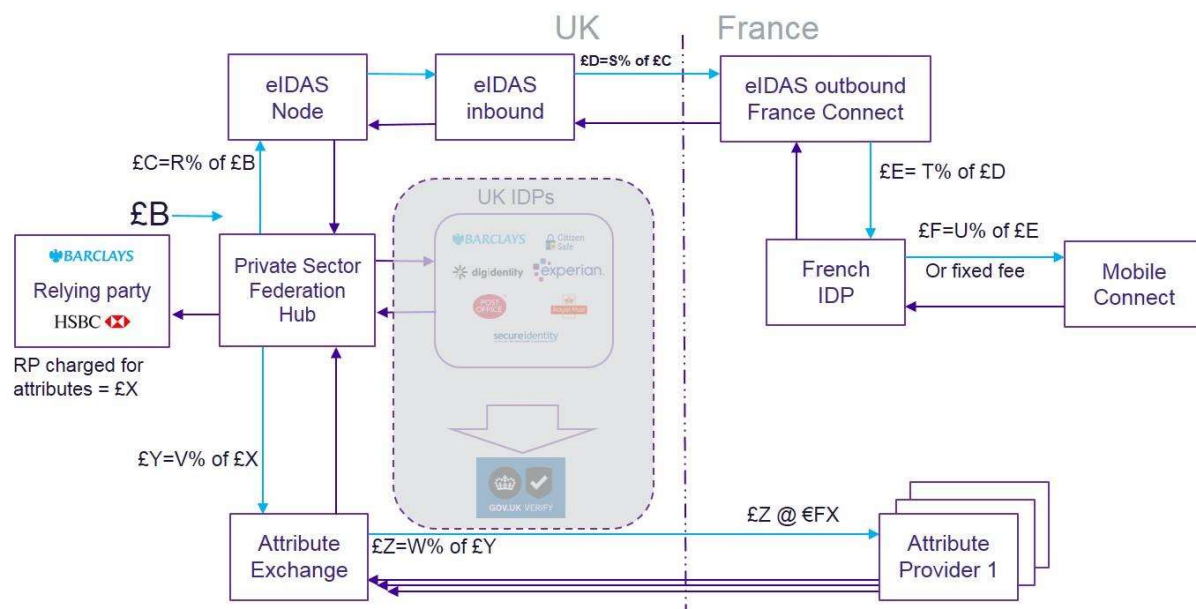 UK
France
£D=S% of £C
eIDAS
Node
eIDAS
inbound
eIDAS outbound
France Connect
£C=R% of £B
£E= T% of £D
UK IDPs
£B
£F=U% of £E
BARCLAYS
Citizen
Safe
BARCLAYS
Relying party
HSBC
Private Sector
Federation
Hub
digidentity
experian.
French
IDP
Or fixed fee
Mobile
Connect
POST
OFFICE
Royal Mail
secureidentity
RP charged for
attributes = £X
£Y=V% of £X
GOV.UK VERIFY
£Z @ €FX
Attribute
Exchange
£Z=W% of £Y
Attribute
Provider 1